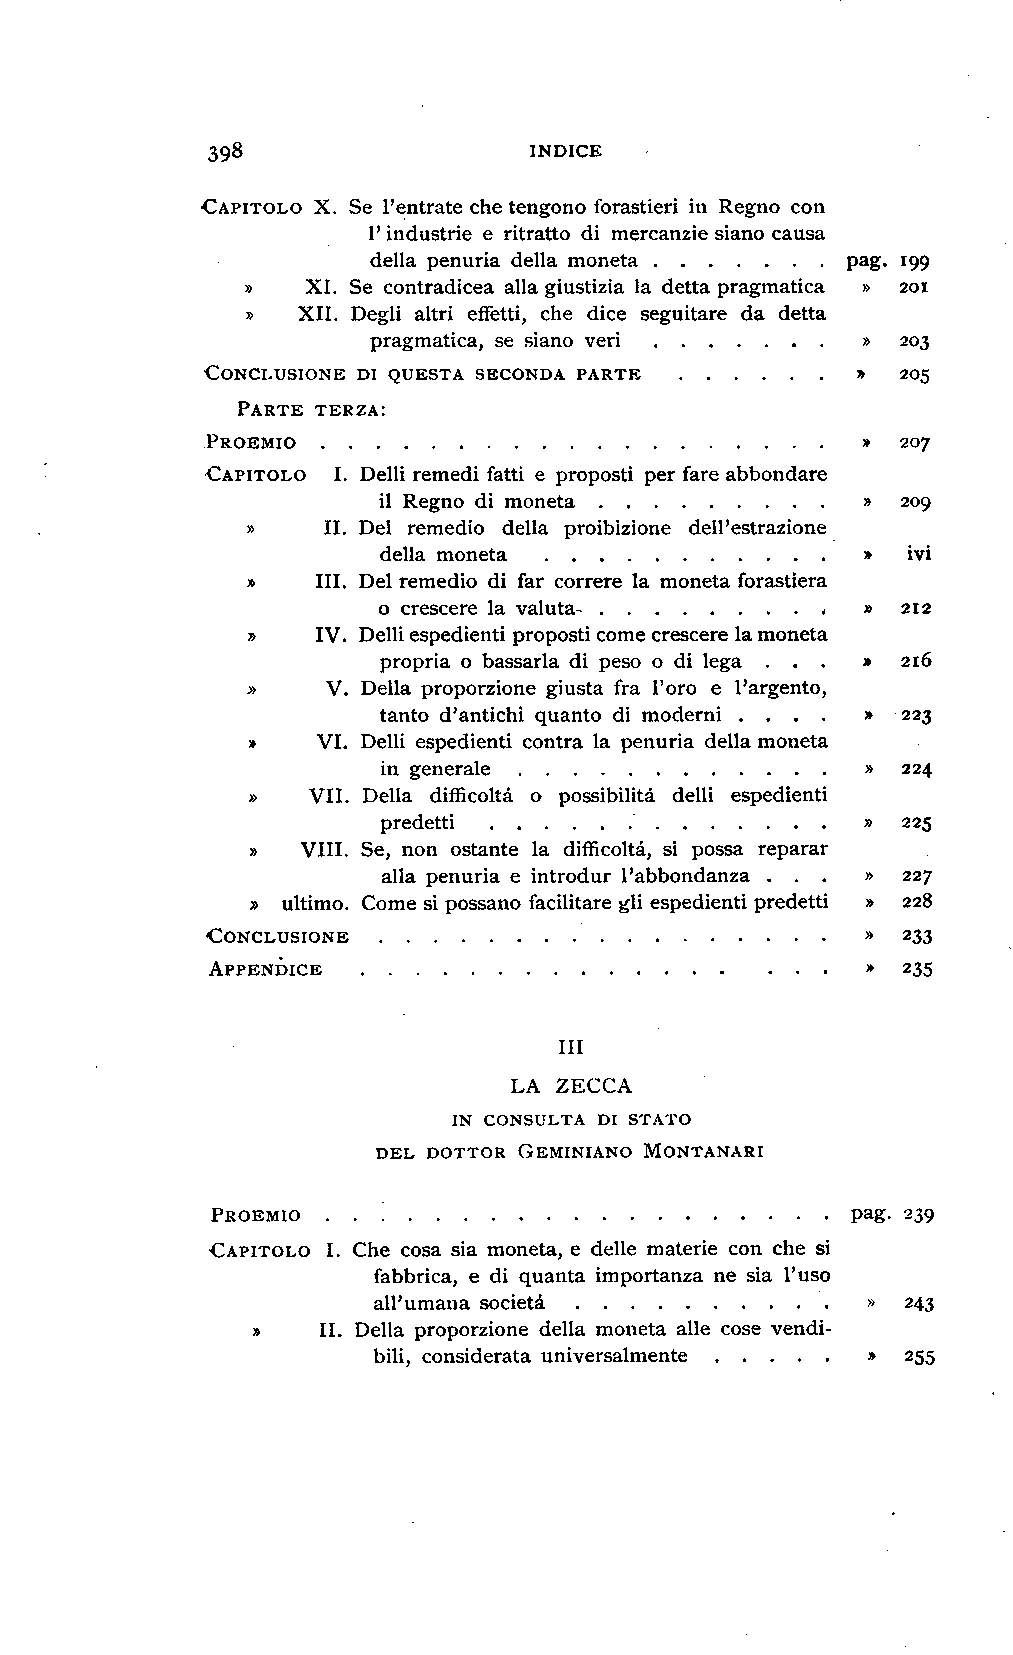 398 INDICE
CAPITOLO X. Se l'entrate che tengono forastieri in Regno con
l' industrie e ritratto di mercanzie siano causa
della penuria della moneta . . . . . . . pag. 199
» XI. Se contradicea alla giustizia la detta pragmatica » 201
» XII. Degli altri effetti, che dice seguitare da detta
pragmatica, se siano veri . . . . . . . » 203
CONCLUSIONE DI QUESTA SECONDA PARTE . . . . . . » 205
PARTE TERZA:
PROEMIO . . . . . . . . . . . . . . . . . . . » 207
CAPITOLO I. Delli remedi fatti e proposti per fare abbondare
il Regno di moneta . . . . . . . . . » 209
» II. Del remedio della proibizione dell'estrazione
della moneta . . . . . . . . . . . » ivi
» III. Del remedio di far correre la moneta forastiera
o crescere la valuta . . . . . . . . . » 212
» IV. Delli espedienti proposti come crescere la moneta
propria o bassarla di peso o di lega . . . » 216
» V. Della proporzione giusta fra l'oro e l'argento,
tanto d'antichi quanto di moderni . . . . » 223
» VI. Delli espedienti contra la penuria della moneta
in generale . . . . . . . . . . . . » 224
» VII. Della difficoltá o possibilitá delli espedienti
predetti . . . . . . . . . . . . . » 225
» VIII. Se, non ostante la difficoltá, si possa reparar
alla penuria e introdur l'abbondanza . . . » 227
» ultimo. Come si possano facilitare gli espedienti predetti » 228
CONCLUSIONE . . . . . . . . . . . . . . . . . » 233
APPENDICE . . . . . . . . . . . . . . . . . » 235
III
LA ZECCA
IN CONSULTA DI STATO
DEL DOTTOR GEMINIANO MONTANARI
PROEMIO . . . . . . . . . . . . . . . . . . . pag. 239
CAPITOLO I. Che cosa sia moneta, e delle materie con che si
fabbrica, e di quanta importanza ne sia l'uso
all'umana societá . . . . . . . . . . » 243
» II. Della proporzione della moneta alle cose vendi-
bili, considerata universalmente . . . . . » 255